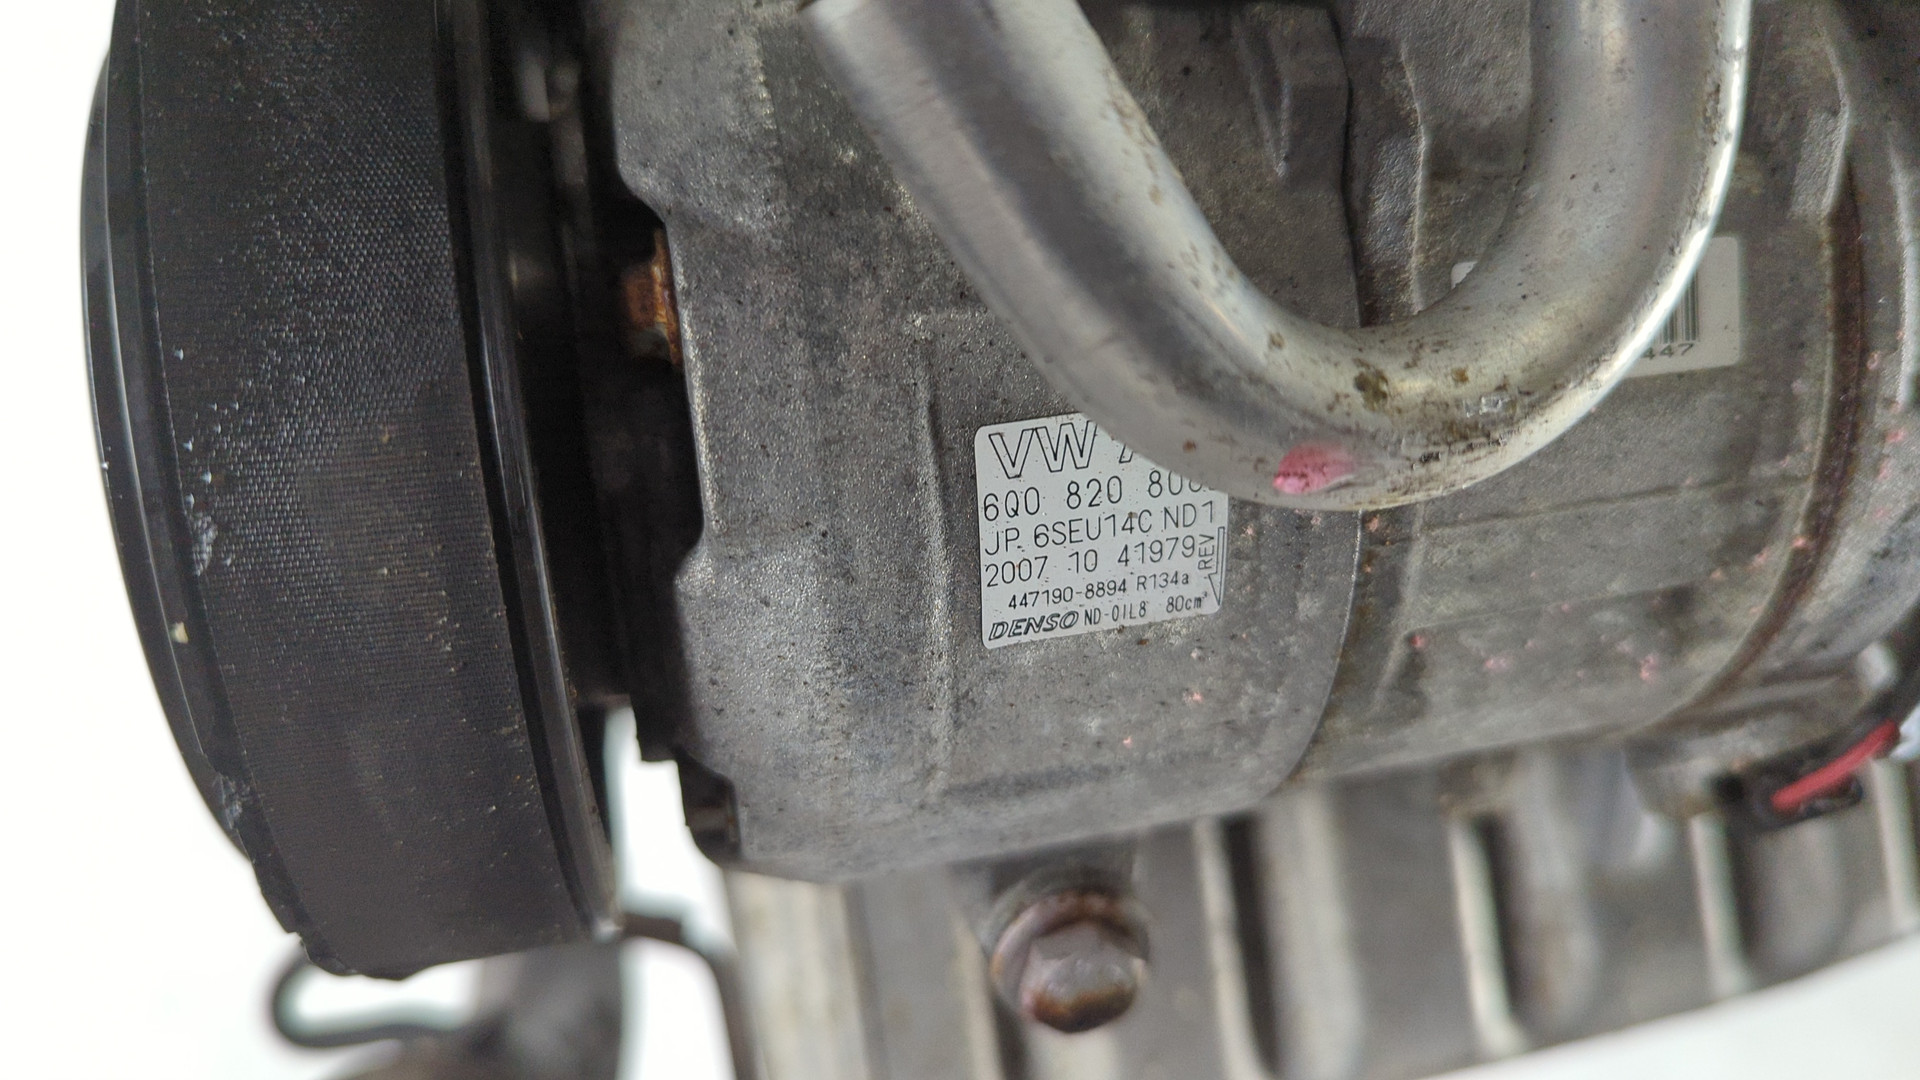 VW
6Q0 820 80
JP 6SEU14C ND1
2007 10 41979
REV
447190-8894 R134a
DENSO ND-OIL8 80cm³
447